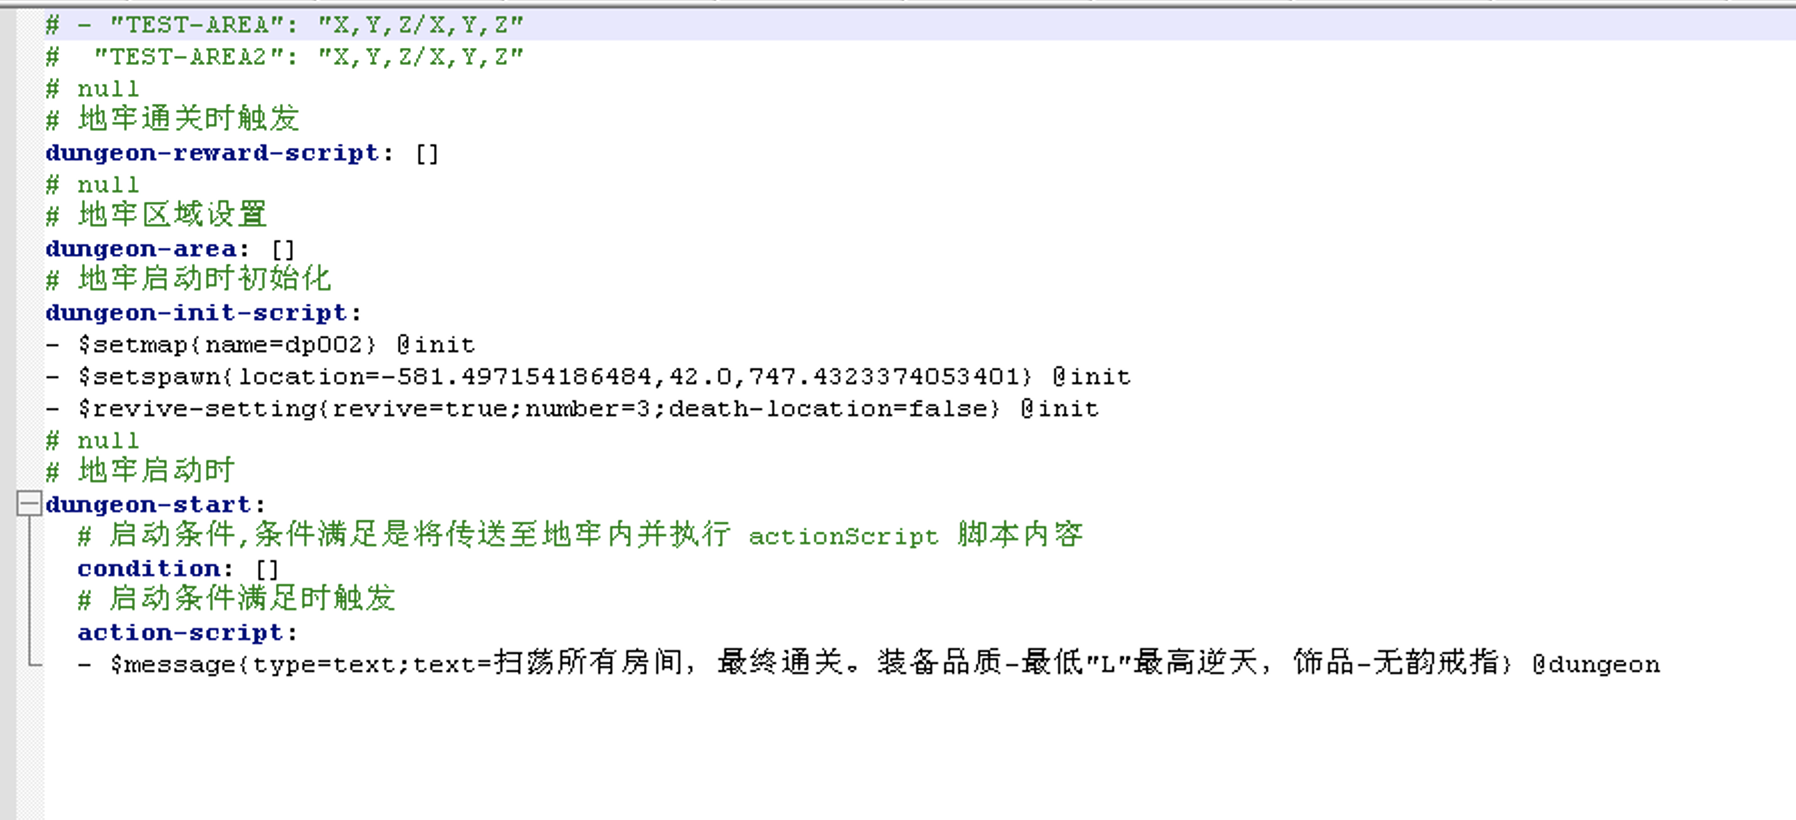 # - "TEST-AREA": "X,Y,Z/X,Y,Z"
#  "TEST-AREA2": "X,Y,Z/X,Y,Z"
# null
# 地牢通关时触发
dungeon-reward-script: []
# null
# 地牢区域设置
dungeon-area: []
# 地牢启动时初始化
dungeon-init-script:
- $setmap{name=dp002} @init
- $setspawn{location=-581.497154186484,42.0,747.4323374053401} @init
- $revive-setting{revive=true;number=3;death-location=false} @init
# null
# 地牢启动时
dungeon-start:
  # 启动条件,条件满足是将传送至地牢内并执行 actionScript 脚本内容
  condition: []
  # 启动条件满足时触发
  action-script:
  - $message{type=text;text=扫荡所有房间，最终通关。装备品质-最低"L"最高逆天，饰品-无韵戒指} @dungeon